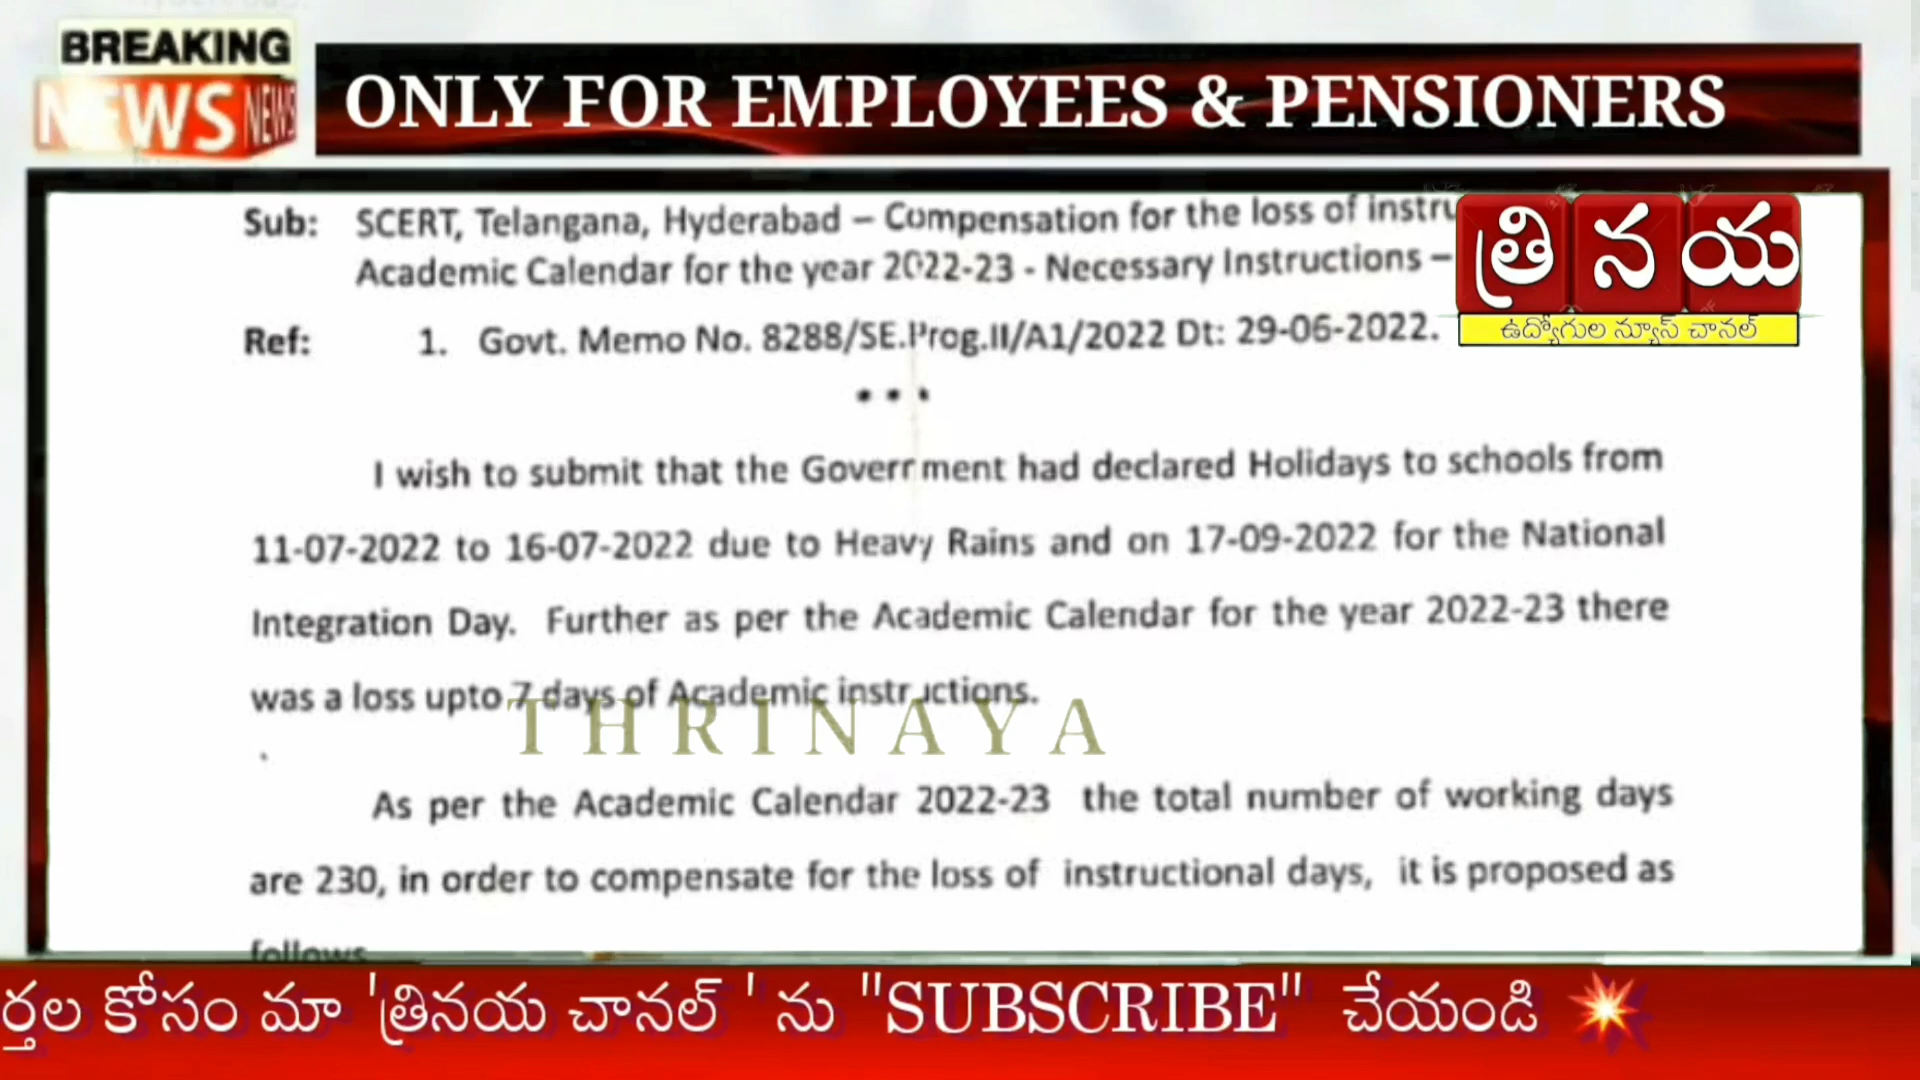 BREAKING
NEWS NEWS
ONLY FOR EMPLOYEES & PENSIONERS
Sub: SCERT, Telangana, Hyderabad – Compensation for the loss of instru
Academic Calendar for the year 2022-23 - Necessary Instructions –
త్రినయ
ఉద్యోగుల న్యూస్ చానల్
Ref: 1. Govt. Memo No. 8288/SE.Prog.II/A1/2022 Dt: 29-06-2022.
I wish to submit that the Government had declared Holidays to schools from
11-07-2022 to 16-07-2022 due to Heavy Rains and on 17-09-2022 for the National
Integration Day. Further as per the Academic Calendar for the year 2022-23 there
was a loss upto 7 days of Academic instructions.
THRINAYA
As per the Academic Calendar 2022-23 the total number of working days
are 230, in order to compensate for the loss of instructional days, it is proposed as
follows
ర్తల కోసం మా 'త్రినయ చానల్ ' ను "SUBSCRIBE" చేయండి